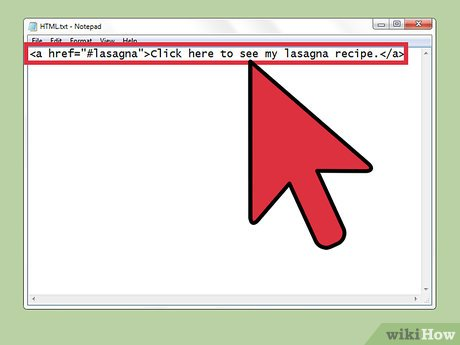 HTML.txt - Notepad
File Edit Format View Help
<a href="#lasagna">Click here to see my lasagna recipe.</a>
wikiHow